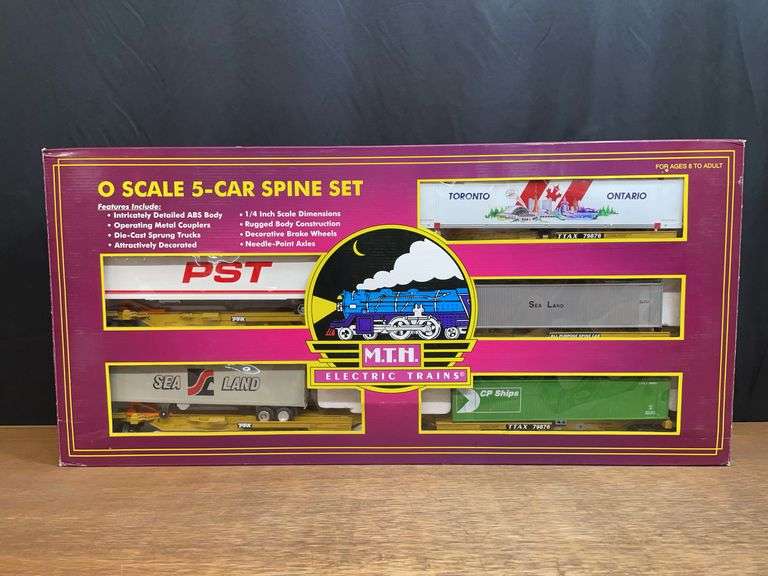 FOR AGES 8 TO ADULT
O SCALE 5-CAR SPINE SET
Features Include:
• Intricately Detailed ABS Body
• Operating Metal Couplers
• Die-Cast Sprung Trucks
• Attractively Decorated
• 1/4 Inch Scale Dimensions
• Rugged Body Construction
• Decorative Brake Wheels
• Needle-Point Axles
TORONTO ONTARIO
TTAX 79876
PST
SEA LAND
M.T.H.
ELECTRIC TRAINS®
SEA LAND
CP Ships
TTAX 79876